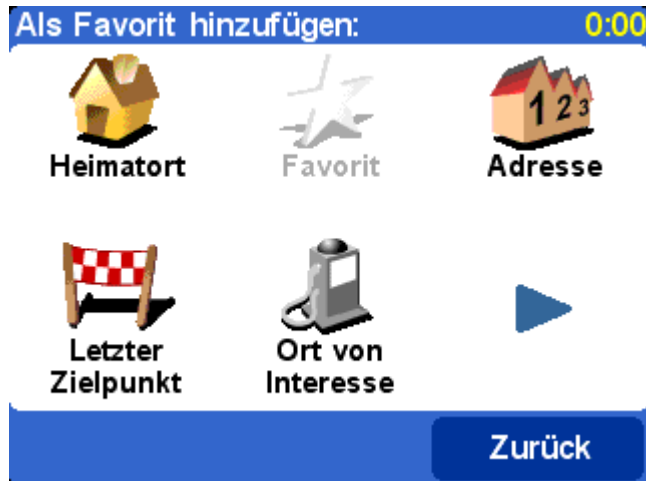 Als Favorit hinzufügen:
0:00
Heimatort
Favorit
1 2 3
Adresse
Letzter
Zielpunkt
Ort von
Interesse
Zurück